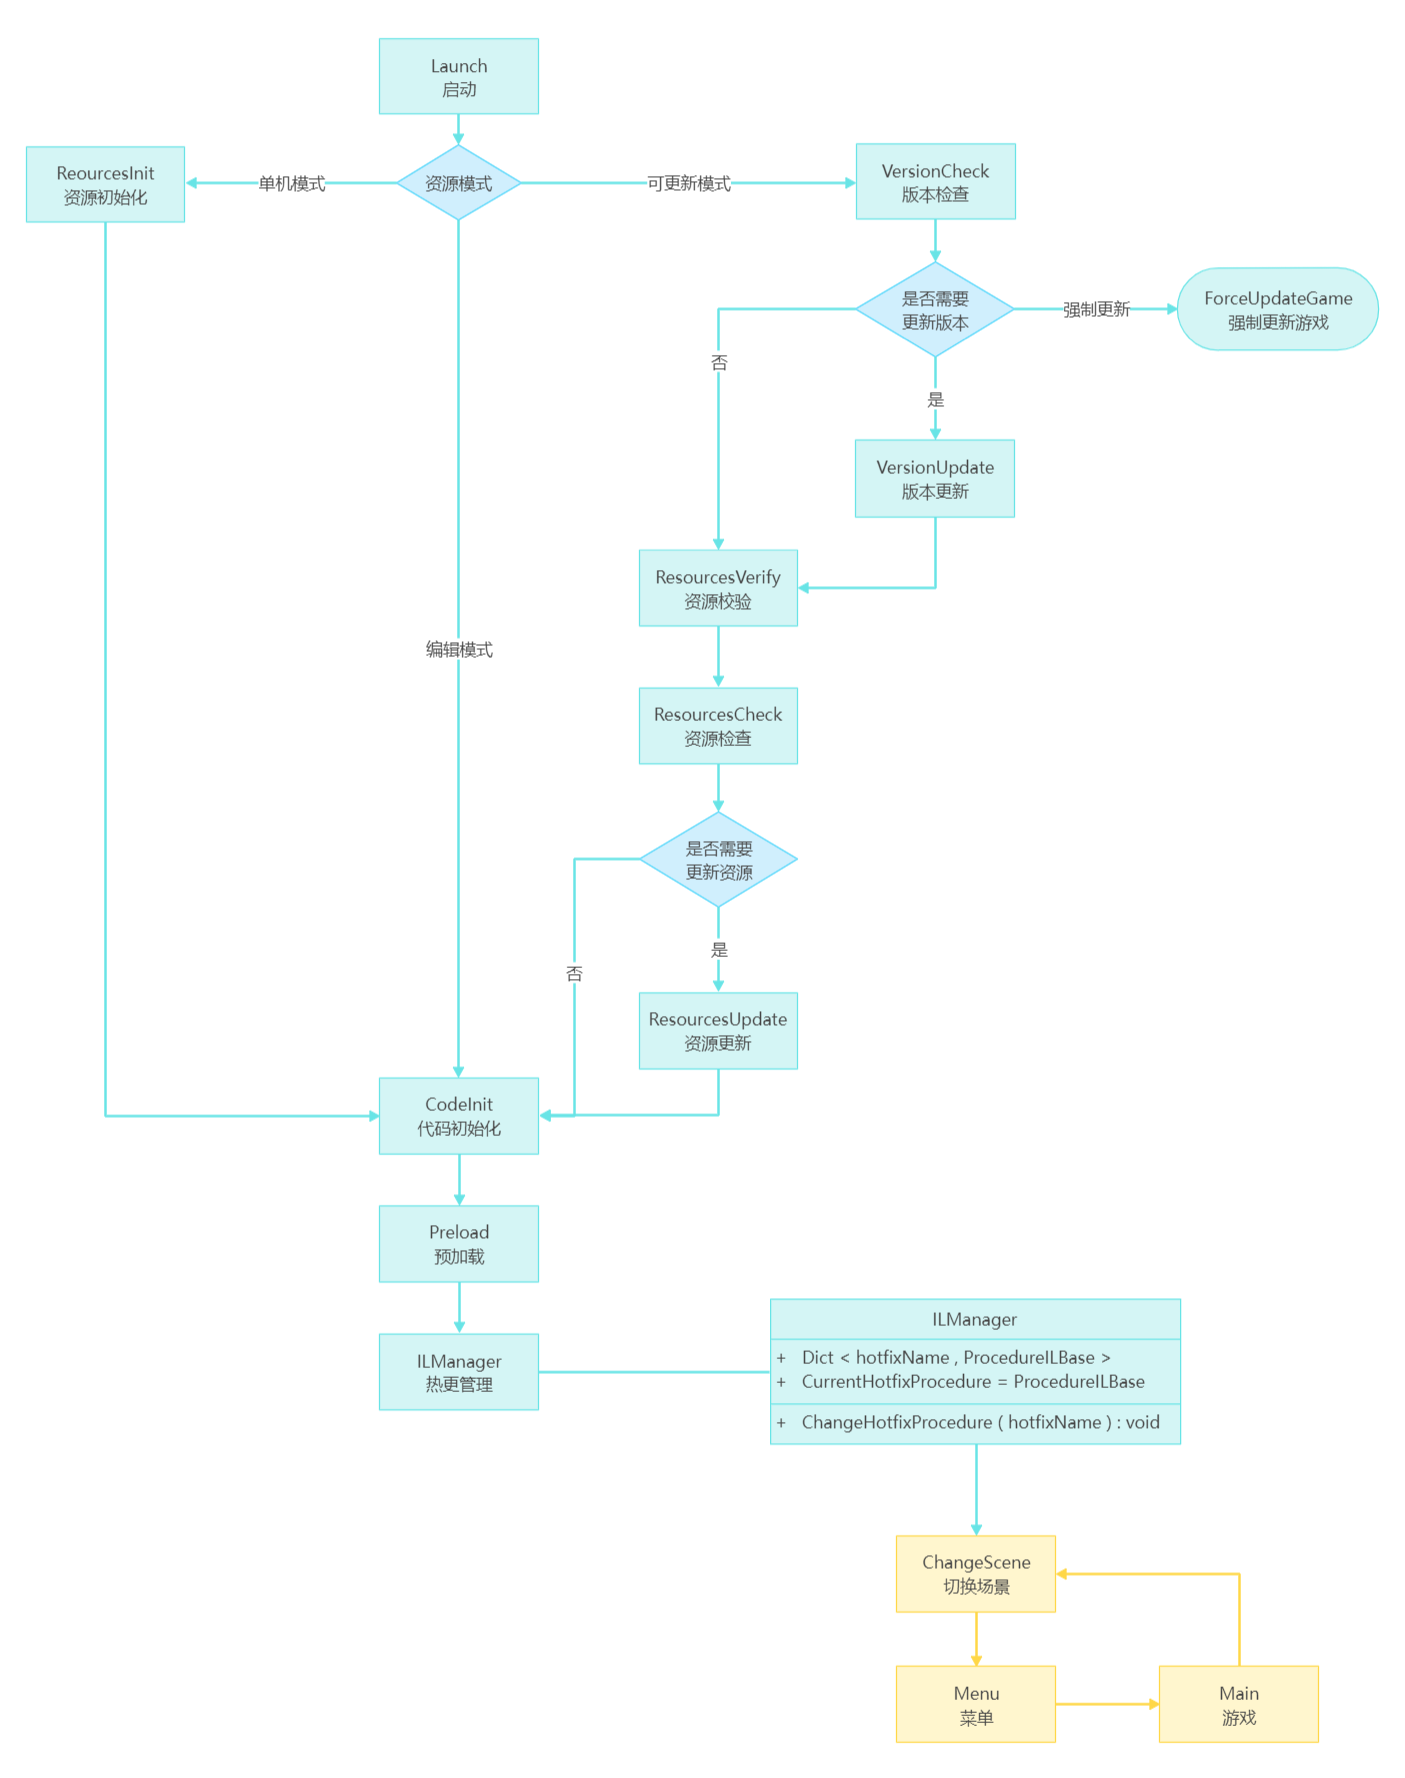 Launch
启动
ReourcesInit
资源初始化
单机模式
资源模式
可更新模式
VersionCheck
版本检查
是否需要
更新版本
强制更新
ForceUpdateGame
强制更新游戏
否
是
VersionUpdate
版本更新
ResourcesVerify
资源校验
编辑模式
ResourcesCheck
资源检查
是否需要
更新资源
是
否
ResourcesUpdate
资源更新
CodeInit
代码初始化
Preload
预加载
ILManager
热更管理
ILManager
+ Dict < hotfixName , ProcedureILBase >
+ CurrentHotfixProcedure = ProcedureILBase
+ ChangeHotfixProcedure ( hotfixName ) : void
ChangeScene
切换场景
Menu
菜单
Main
游戏